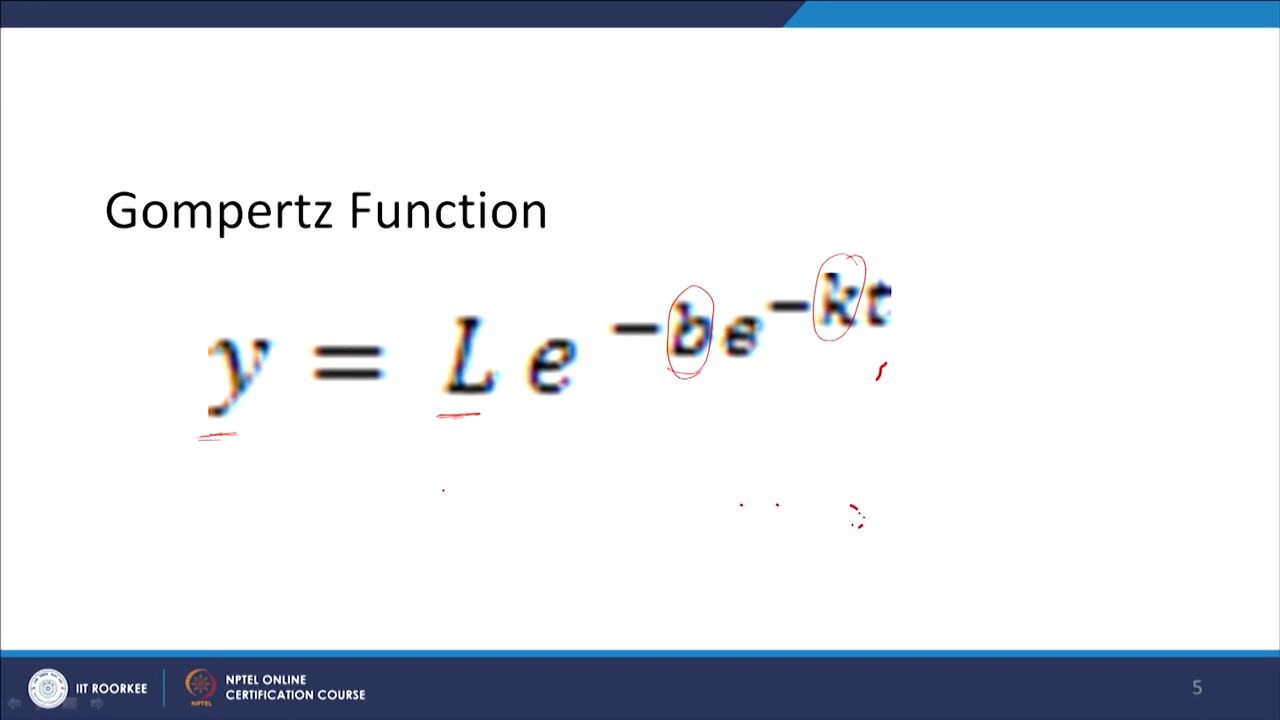 Gompertz Function
y = L e^{-be^{-kt}}
IIT ROORKEE
NPTEL ONLINE
CERTIFICATION COURSE
NPTEL
5